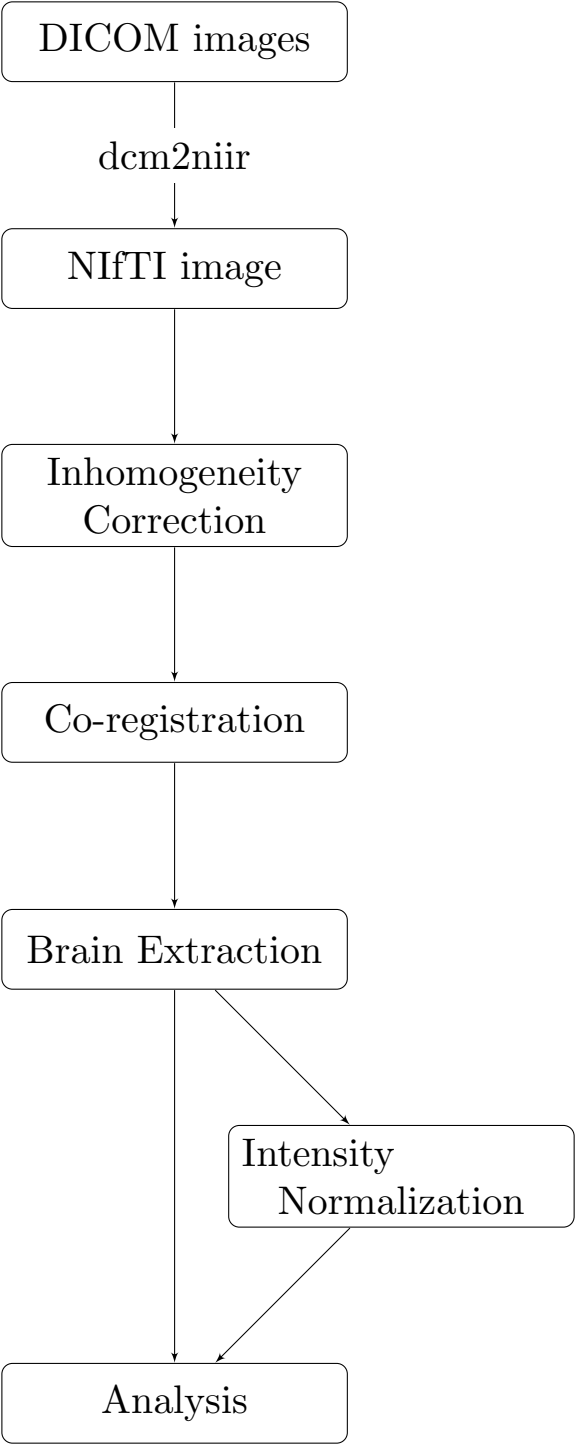 DICOM images
dcm2niir
NIfTI image
Inhomogeneity
Correction
Co-registration
Brain Extraction
Intensity
Normalization
Analysis